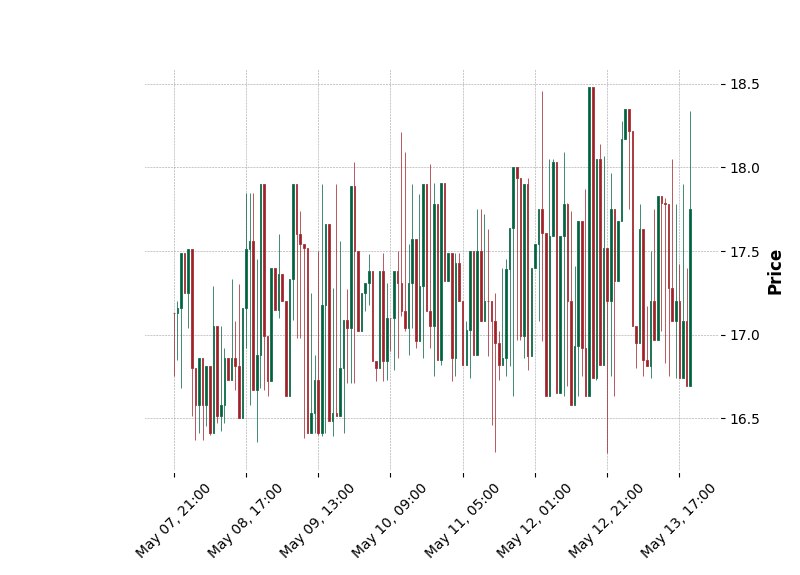 18.5
18.0
17.5
17.0
16.5
Price
May 07, 21:00
May 08, 17:00
May 09, 13:00
May 10, 09:00
May 11, 05:00
May 12, 01:00
May 12, 21:00
May 13, 17:00